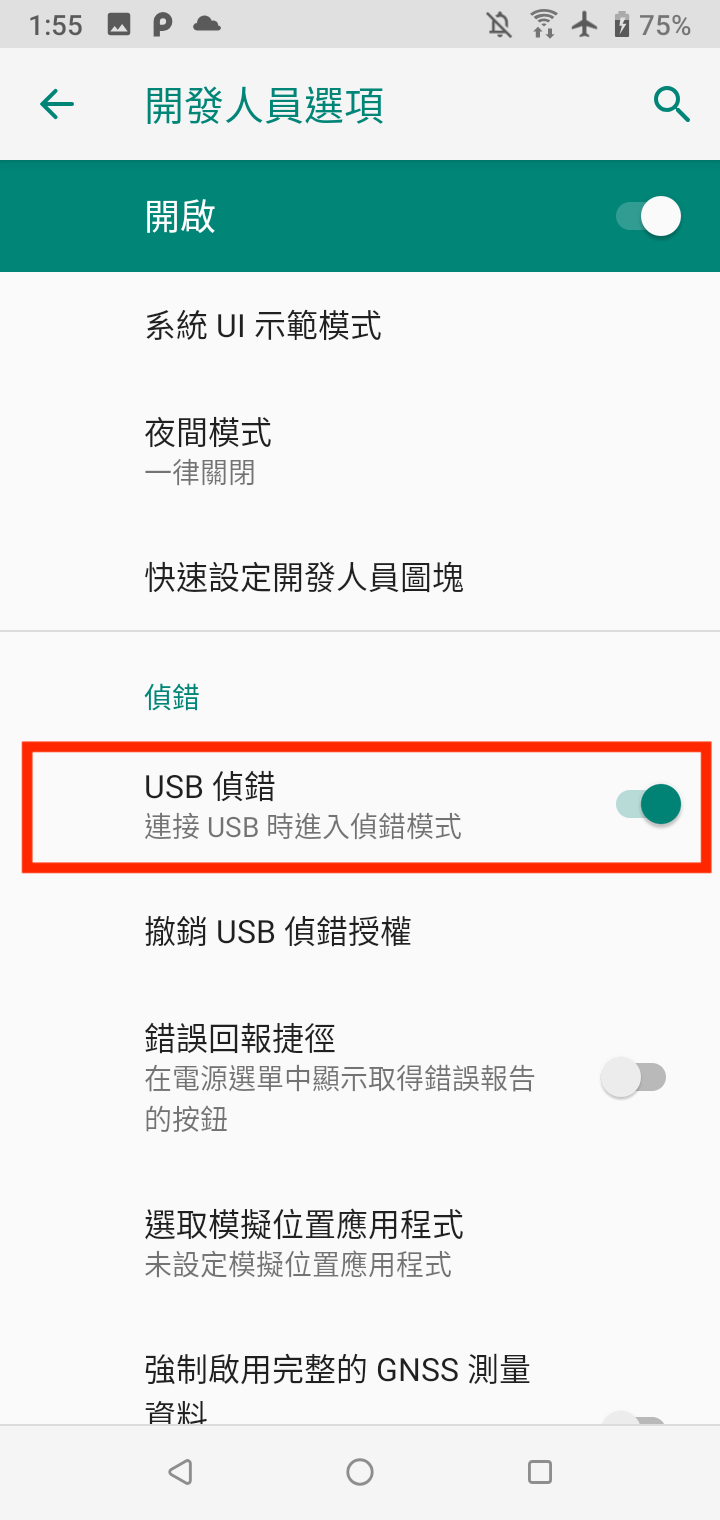 1:55
75%
開發人員選項
開啟
系統 UI 示範模式
夜間模式
一律關閉
快速設定開發人員圖塊
偵錯
USB 偵錯
連接 USB 時進入偵錯模式
撤銷 USB 偵錯授權
錯誤回報捷徑
在電源選單中顯示取得錯誤報告
的按鈕
選取模擬位置應用程式
未設定模擬位置應用程式
強制啟用完整的 GNSS 測量
資料